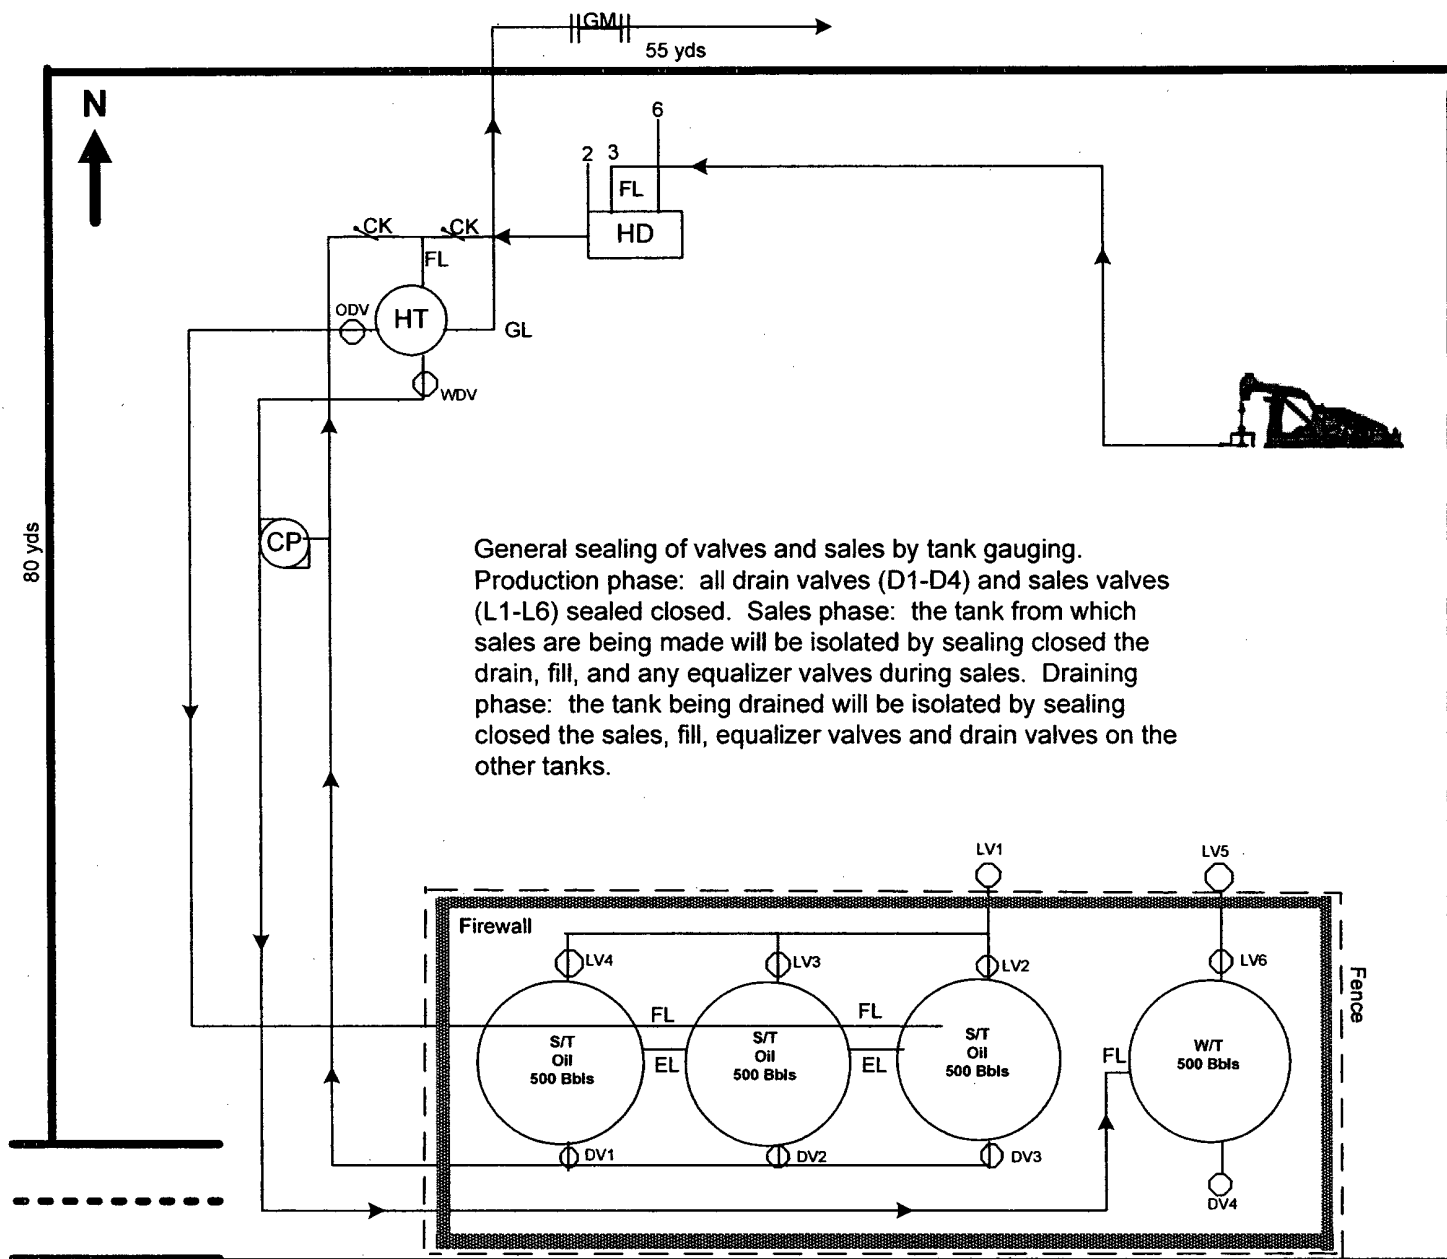 GM
55 yds
N
6
2 3
FL
HD
CK CK
FL
ODV
HT
GL
WDV
80 yds
CP
General sealing of valves and sales by tank gauging.
Production phase: all drain valves (D1-D4) and sales valves
(L1-L6) sealed closed. Sales phase: the tank from which
sales are being made will be isolated by sealing closed the
drain, fill, and any equalizer valves during sales. Draining
phase: the tank being drained will be isolated by sealing
closed the sales, fill, equalizer valves and drain valves on the
other tanks.
LV1 LV5
Firewall
LV4 LV3 LV2 LV6
Fence
FL FL
S/T
Oil
500 Bbls
EL
S/T
Oil
500 Bbls
EL
S/T
Oil
500 Bbls
FL
W/T
500 Bbls
DV1 DV2 DV3
DV4